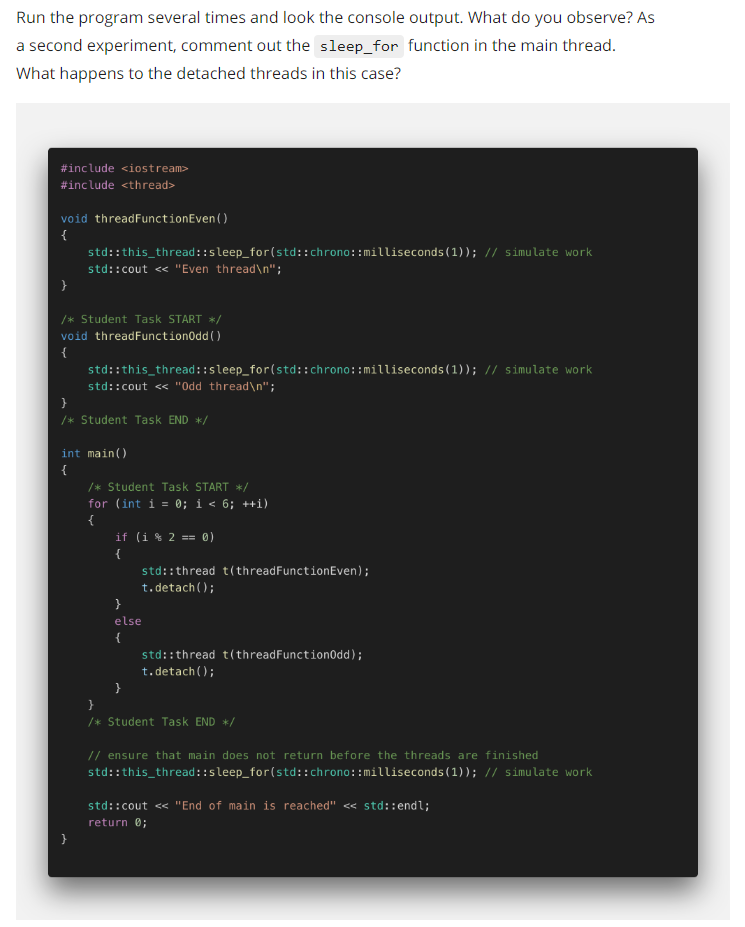 Run the program several times and look the console output. What do you observe? As
a second experiment, comment out the sleep_for function in the main thread.
What happens to the detached threads in this case?
#include <iostream>
#include <thread>
void threadFunctionEven()
{
    std::this_thread::sleep_for(std::chrono::milliseconds(1)); // simulate work
    std::cout << "Even thread\n";
}
/* Student Task START */
void threadFunctionOdd()
{
    std::this_thread::sleep_for(std::chrono::milliseconds(1)); // simulate work
    std::cout << "Odd thread\n";
}
/* Student Task END */
int main()
{
    /* Student Task START */
    for (int i = 0; i < 6; ++i)
    {
        if (i % 2 == 0)
        {
            std::thread t(threadFunctionEven);
            t.detach();
        }
        else
        {
            std::thread t(threadFunctionOdd);
            t.detach();
        }
    }
    /* Student Task END */
    // ensure that main does not return before the threads are finished
    std::this_thread::sleep_for(std::chrono::milliseconds(1)); // simulate work
    std::cout << "End of main is reached" << std::endl;
    return 0;
}